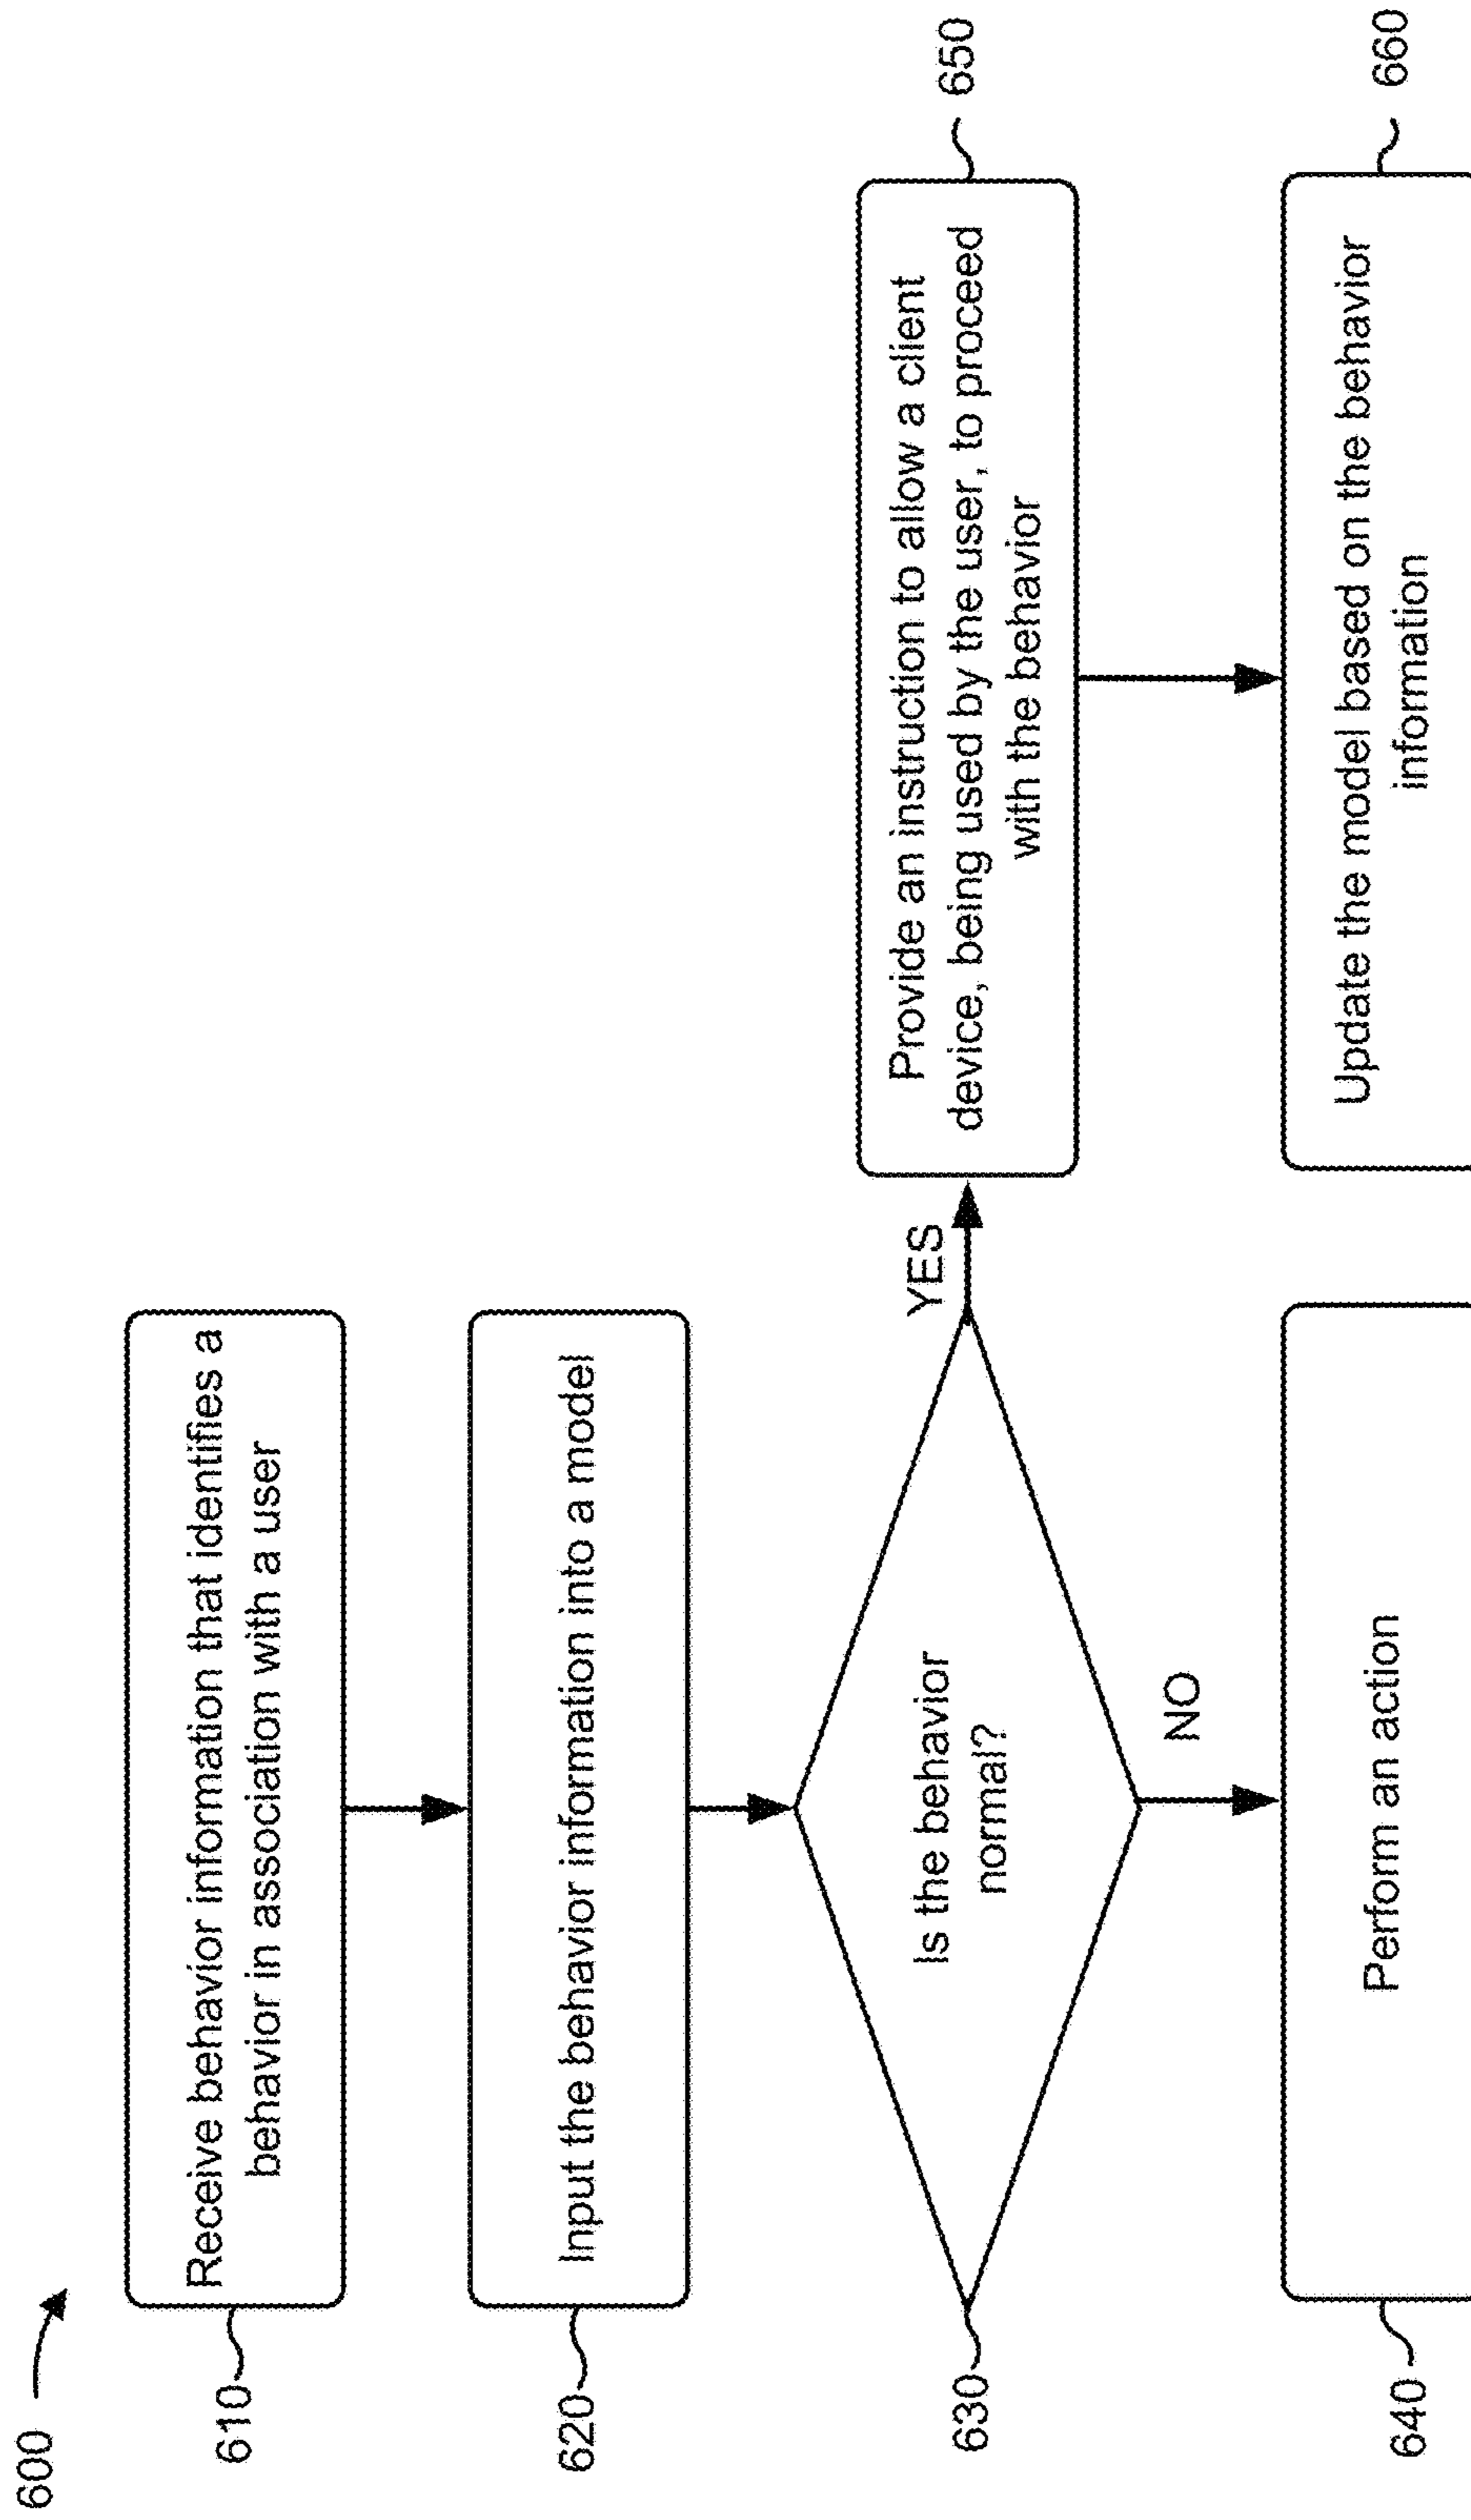 600
610
Receive behavior information that identifies a
behavior in association with a user
620
Input the behavior information into a model
630
Is the behavior
normal?
YES
NO
640
Perform an action
650
Provide an instruction to allow a client
device, being used by the user, to proceed
with the behavior
660
Update the model based on the behavior
information